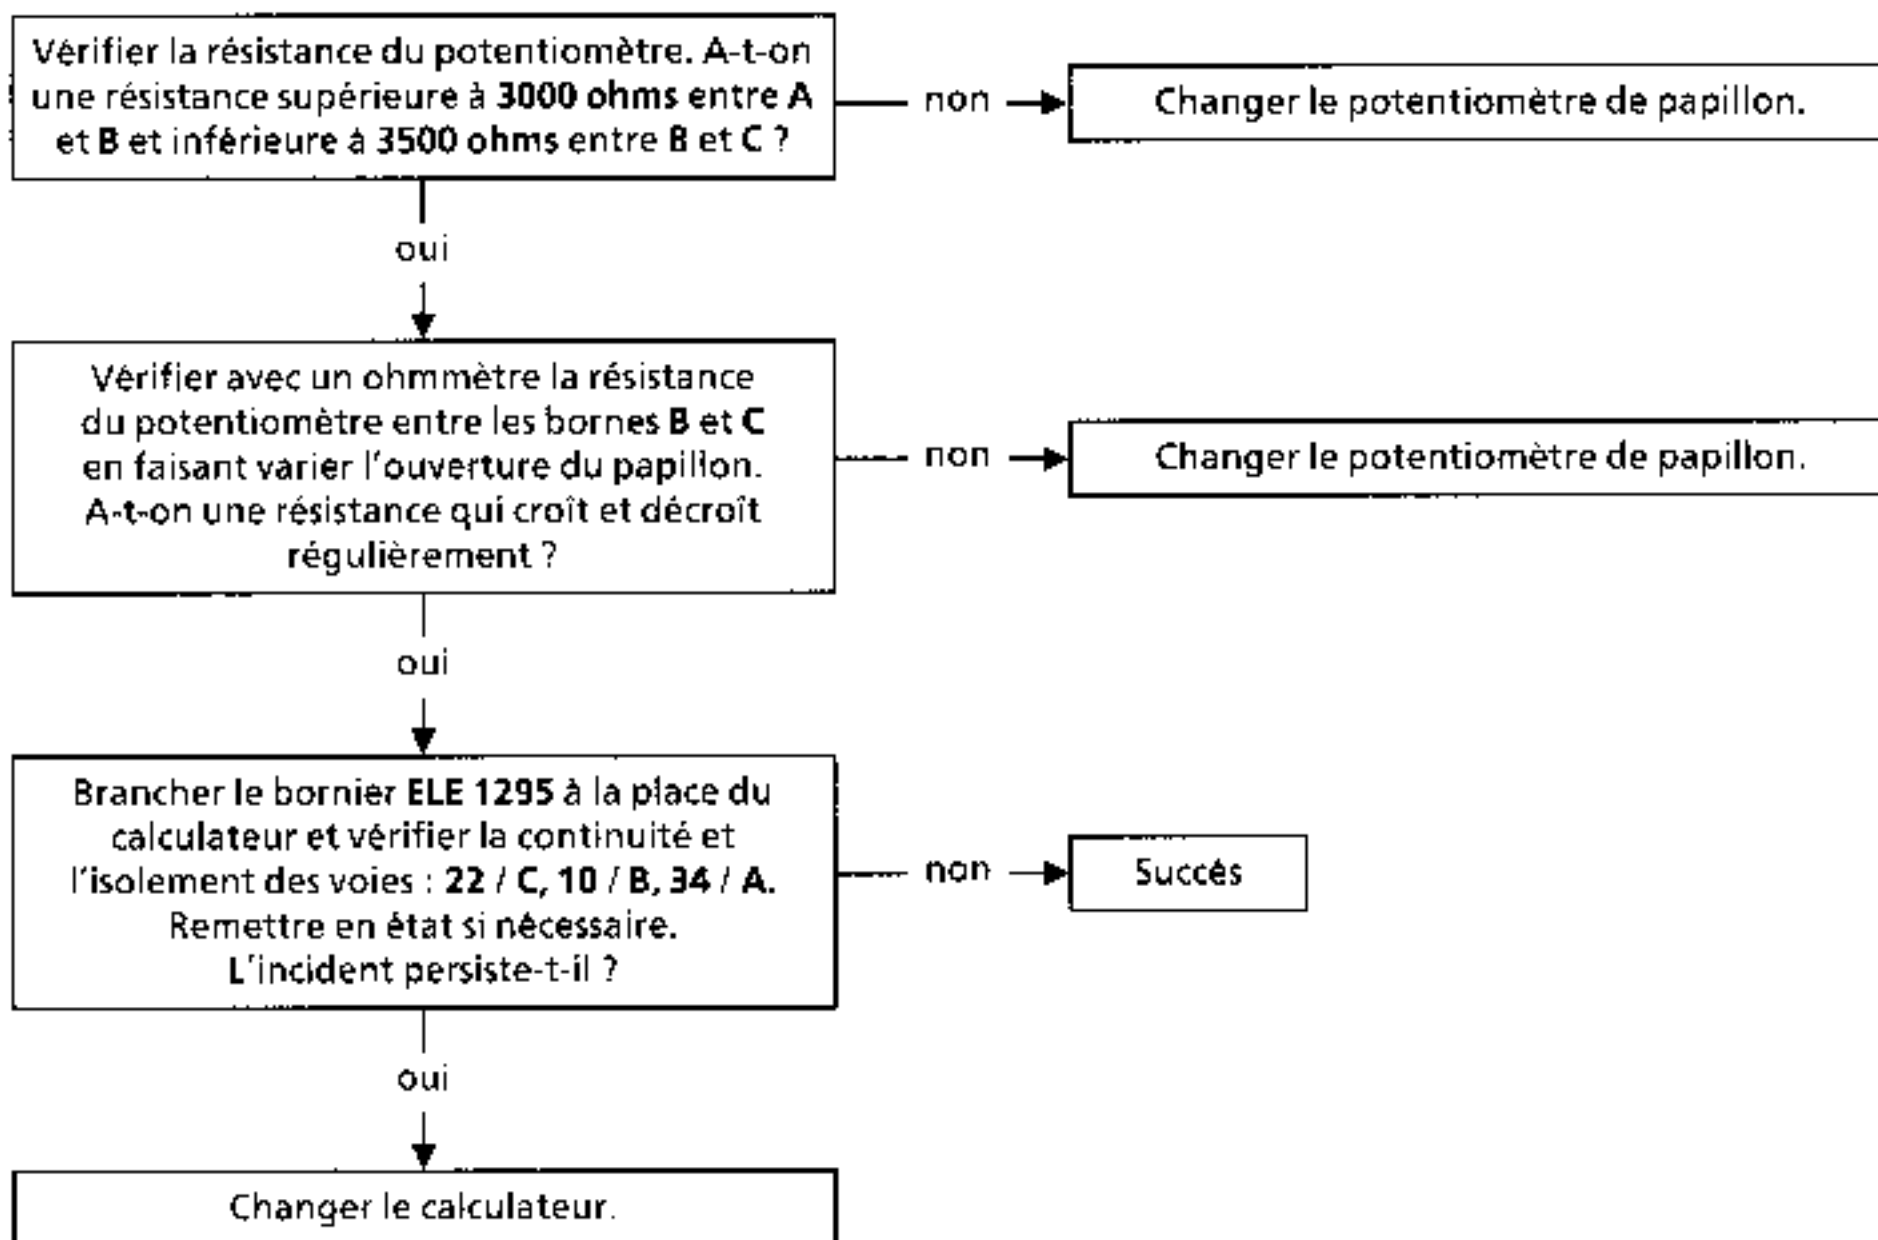 Vérifier la résistance du potentiomètre. A-t-on
une résistance supérieure à 3000 ohms entre A
et B et inférieure à 3500 ohms entre B et C ?
non
Changer le potentiomètre de papillon.
oui
Vérifier avec un ohmmètre la résistance
du potentiomètre entre les bornes B et C
en faisant varier l'ouverture du papillon.
A-t-on une résistance qui croît et décroît
régulièrement ?
non
Changer le potentiomètre de papillon.
oui
Brancher le bornier ELE 1295 à la place du
calculateur et vérifier la continuité et
l'isolement des voies : 22 / C, 10 / B, 34 / A.
Remettre en état si nécessaire.
L'incident persiste-t-il ?
non
Succés
oui
Changer le calculateur.